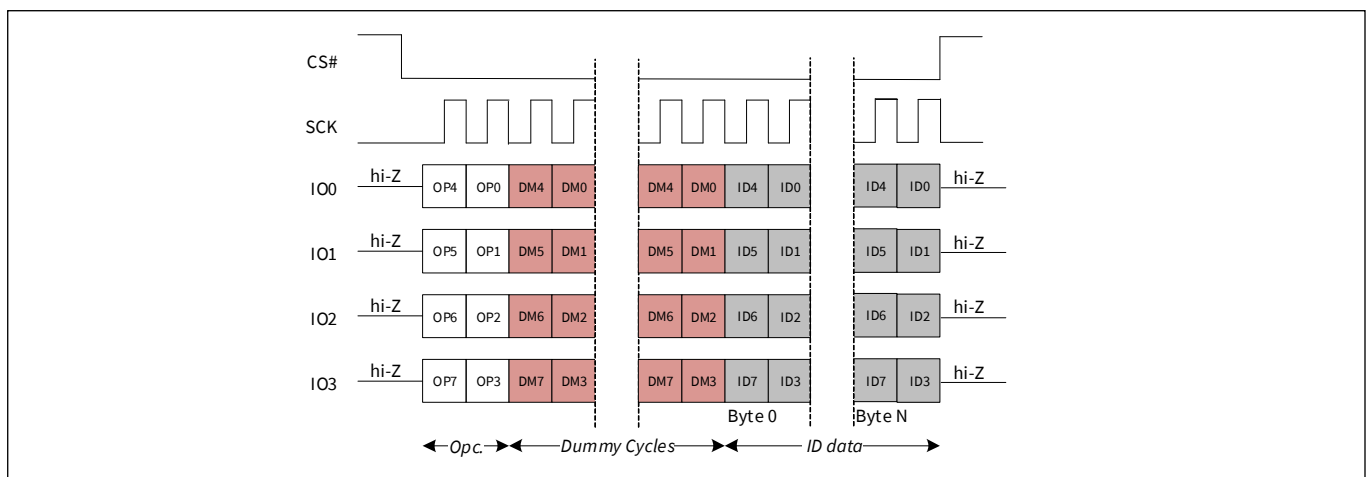 CS#
SCK
IO0 hi-Z OP4 OP0 DM4 DM0 DM4 DM0 ID4 ID0 ID4 ID0 hi-Z
IO1 hi-Z OP5 OP1 DM5 DM1 DM5 DM1 ID5 ID1 ID5 ID1 hi-Z
IO2 hi-Z OP6 OP2 DM6 DM2 DM6 DM2 ID6 ID2 ID6 ID2 hi-Z
IO3 hi-Z OP7 OP3 DM7 DM3 DM7 DM3 ID7 ID3 ID7 ID3 hi-Z
Byte 0 Byte N
Opc. Dummy Cycles ID data